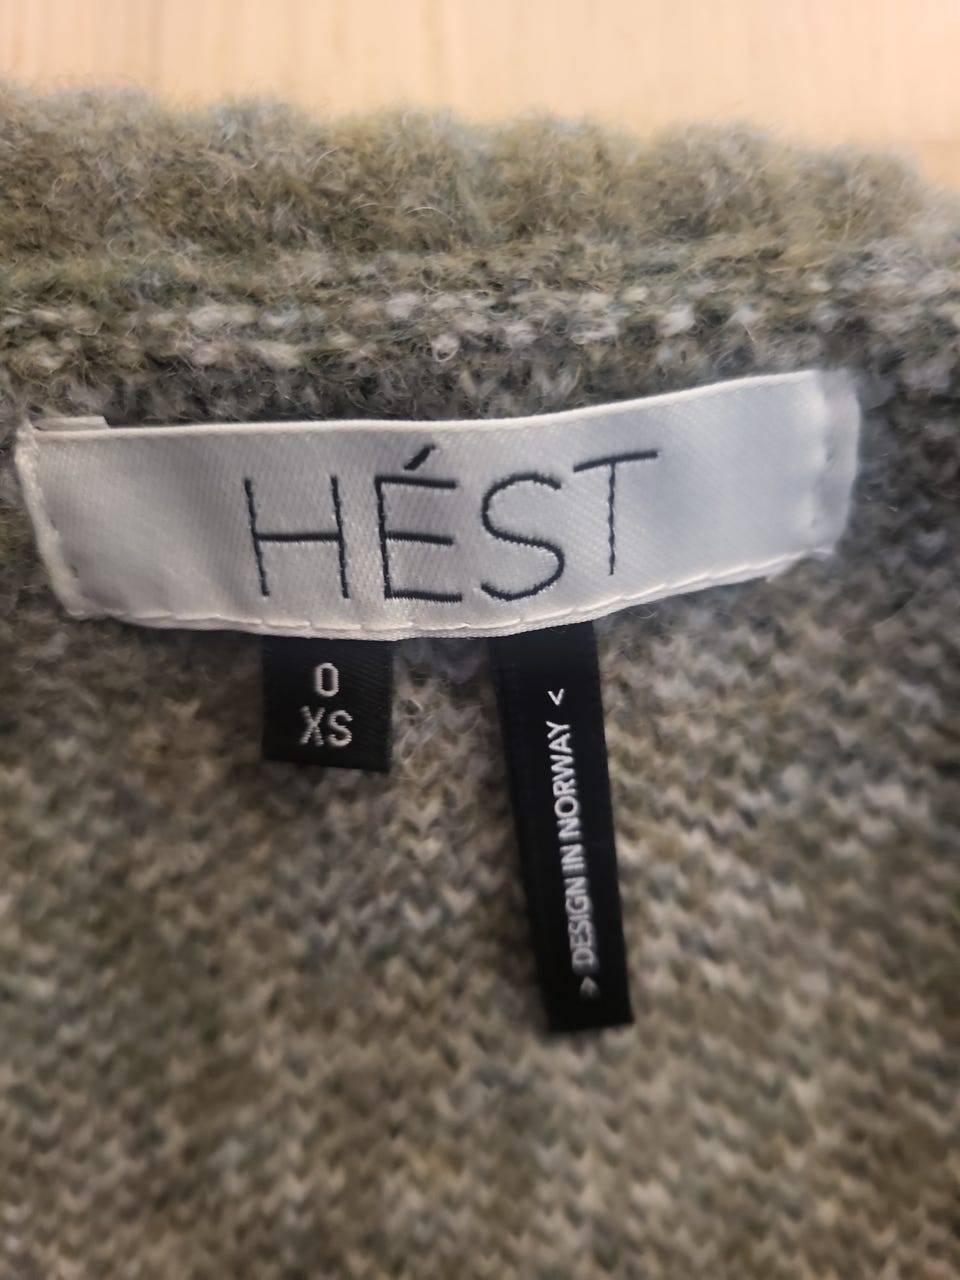 HÉST
0
XS
> DESIGN IN NORWAY <